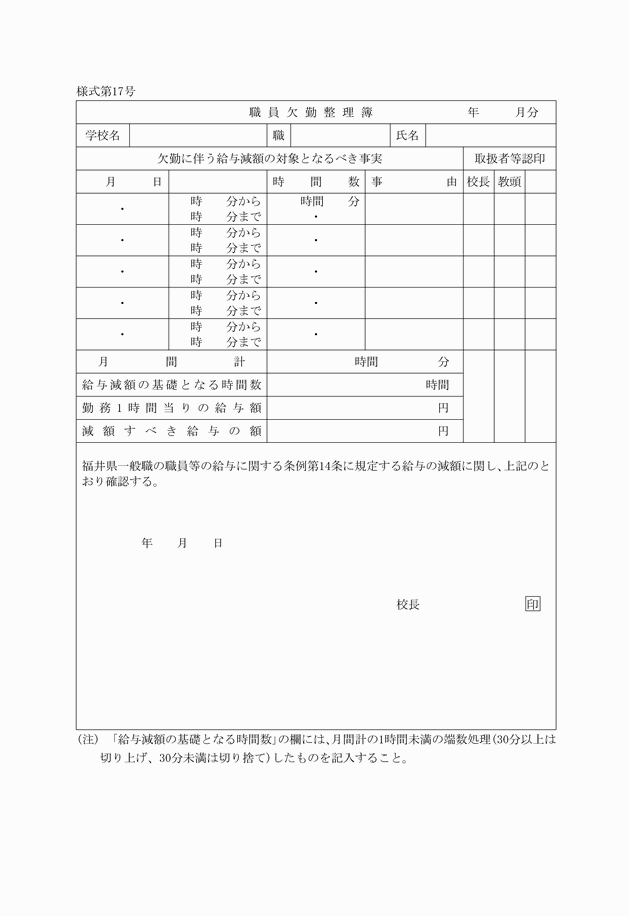 様式第17号
職員欠勤整理簿　年　月分
学校名　職　氏名
欠勤に伴う給与減額の対象となるべき事実　取扱者等認印
月　日　時間数　事由　校長　教頭
時　分から　時間　分
・　時　分まで　・
時　分から
・　時　分まで　・
時　分から
・　時　分まで　・
時　分から
・　時　分まで　・
時　分から
・　時　分まで　・
月間計　時間　分
給与減額の基礎となる時間数　時間
勤務1時間当りの給与額　円
減額すべき給与の額　円
福井県一般職の職員等の給与に関する条例第14条に規定する給与の減額に関し、上記のと
おり確認する。
年　月　日
校長　印
(注)　「給与減額の基礎となる時間数」の欄には、月間計の1時間未満の端数処理(30分以上は
切り上げ、30分未満は切り捨て)したものを記入すること。